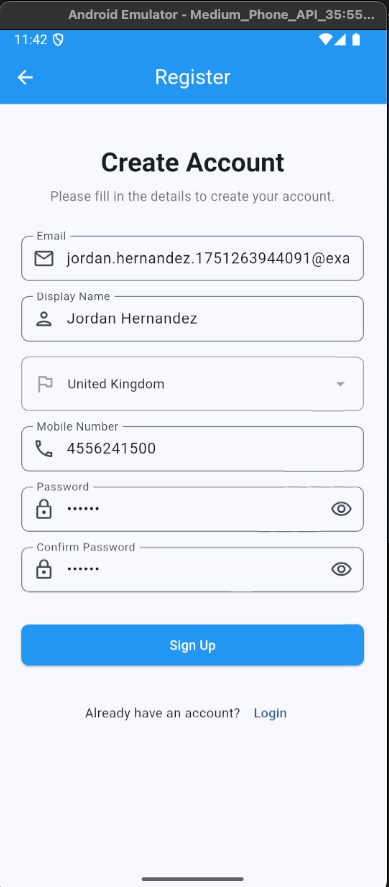 Android Emulator - Medium_Phone_API_35:55...
11:42
Register
Create Account
Please fill in the details to create your account.
Email
jordan.hernandez.1751263944091@exa
Display Name
Jordan Hernandez
United Kingdom
Mobile Number
4556241500
Password
••••••
Confirm Password
••••••
Sign Up
Already have an account? Login